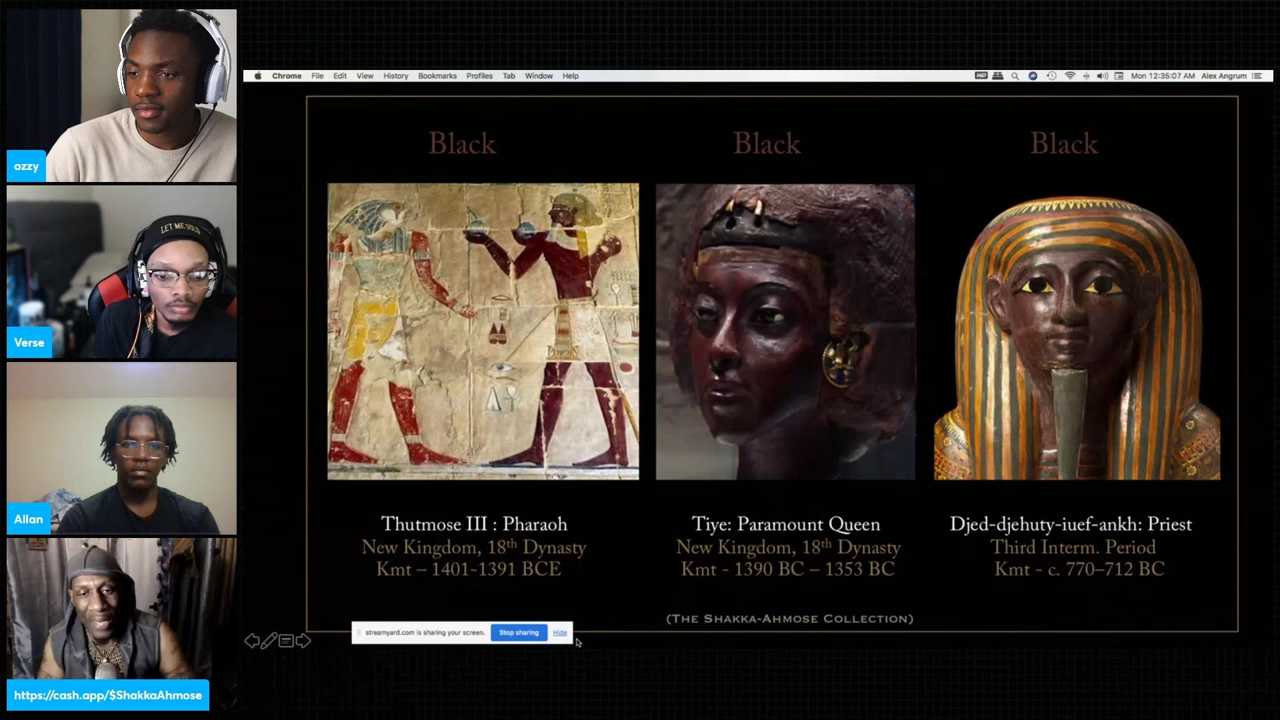 ozzy
LET ME SOLO
Verse
Allan
https://cash.app/$ShakkaAhmose
Chrome File Edit View History Bookmarks Profiles Tab Window Help
Mon 12:35:07 AM Alex Angrum
Black
Black
Black
Thutmose III : Pharaoh
New Kingdom, 18th Dynasty
Kmt – 1401-1391 BCE
Tiye: Paramount Queen
New Kingdom, 18th Dynasty
Kmt - 1390 BC – 1353 BC
Djed-djehuty-iuef-ankh: Priest
Third Interm. Period
Kmt - c. 770–712 BC
(The Shakka-Ahmose Collection)
streamyard.com is sharing your screen. Stop sharing Hide